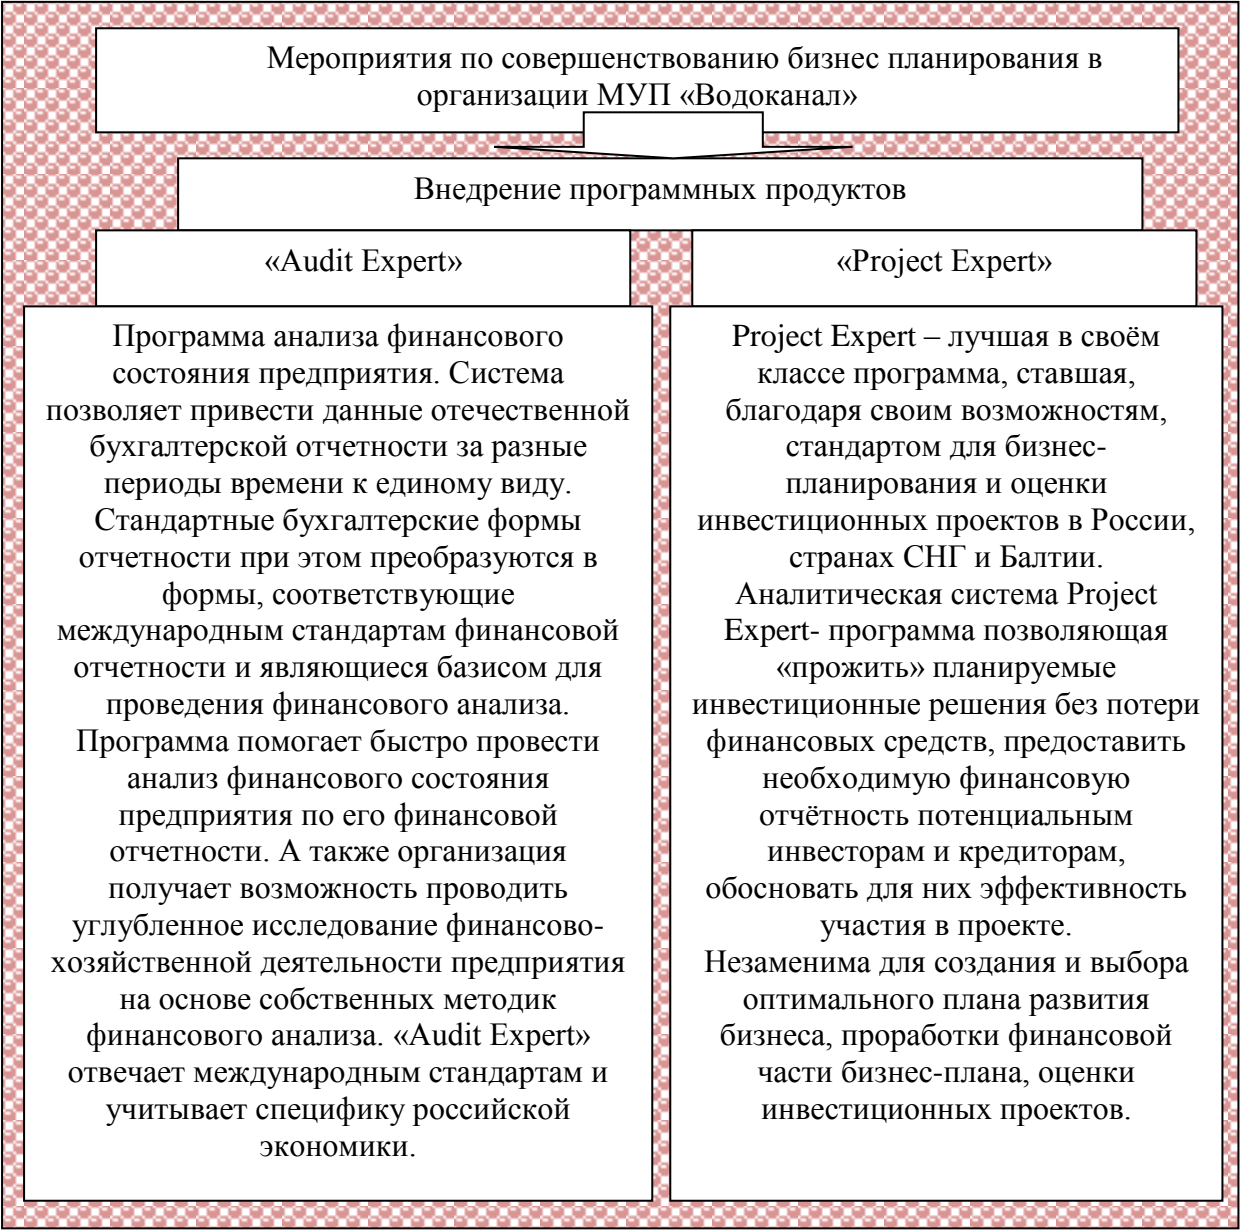 Мероприятия по совершенствованию бизнес планирования в
организации МУП «Водоканал»
Внедрение программных продуктов
«Audit Expert»
Программа анализа финансового
состояния предприятия. Система
позволяет привести данные отечественной
бухгалтерской отчетности за разные
периоды времени к единому виду.
Стандартные бухгалтерские формы
отчетности при этом преобразуются в
формы, соответствующие
международным стандартам финансовой
отчетности и являющиеся базисом для
проведения финансового анализа.
Программа помогает быстро провести
анализ финансового состояния
предприятия по его финансовой
отчетности. А также организация
получает возможность проводить
углубленное исследование финансово-
хозяйственной деятельности предприятия
на основе собственных методик
финансового анализа. «Audit Expert»
отвечает международным стандартам и
учитывает специфику российской
экономики.
«Project Expert»
Project Expert – лучшая в своём
классе программа, ставшая,
благодаря своим возможностям,
стандартом для бизнес-
планирования и оценки
инвестиционных проектов в России,
странах СНГ и Балтии.
Аналитическая система Project
Expert- программа позволяющая
«прожить» планируемые
инвестиционные решения без потери
финансовых средств, предоставить
необходимую финансовую
отчётность потенциальным
инвесторам и кредиторам,
обосновать для них эффективность
участия в проекте.
Незаменима для создания и выбора
оптимального плана развития
бизнеса, проработки финансовой
части бизнес-плана, оценки
инвестиционных проектов.